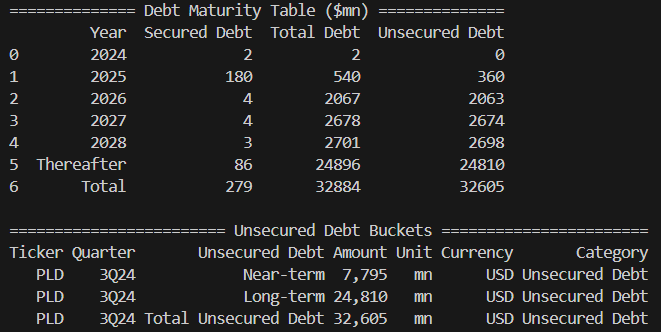 ============== Debt Maturity Table ($mn) ==============
Year Secured Debt Total Debt Unsecured Debt
0 2024 2 2 0
1 2025 180 540 360
2 2026 4 2067 2063
3 2027 4 2678 2674
4 2028 3 2701 2698
5 Thereafter 86 24896 24810
6 Total 279 32884 32605
======================== Unsecured Debt Buckets =======================
Ticker Quarter Unsecured Debt Amount Unit Currency Category
PLD 3Q24 Near-term 7,795 mn USD Unsecured Debt
PLD 3Q24 Long-term 24,810 mn USD Unsecured Debt
PLD 3Q24 Total Unsecured Debt 32,605 mn USD Unsecured Debt